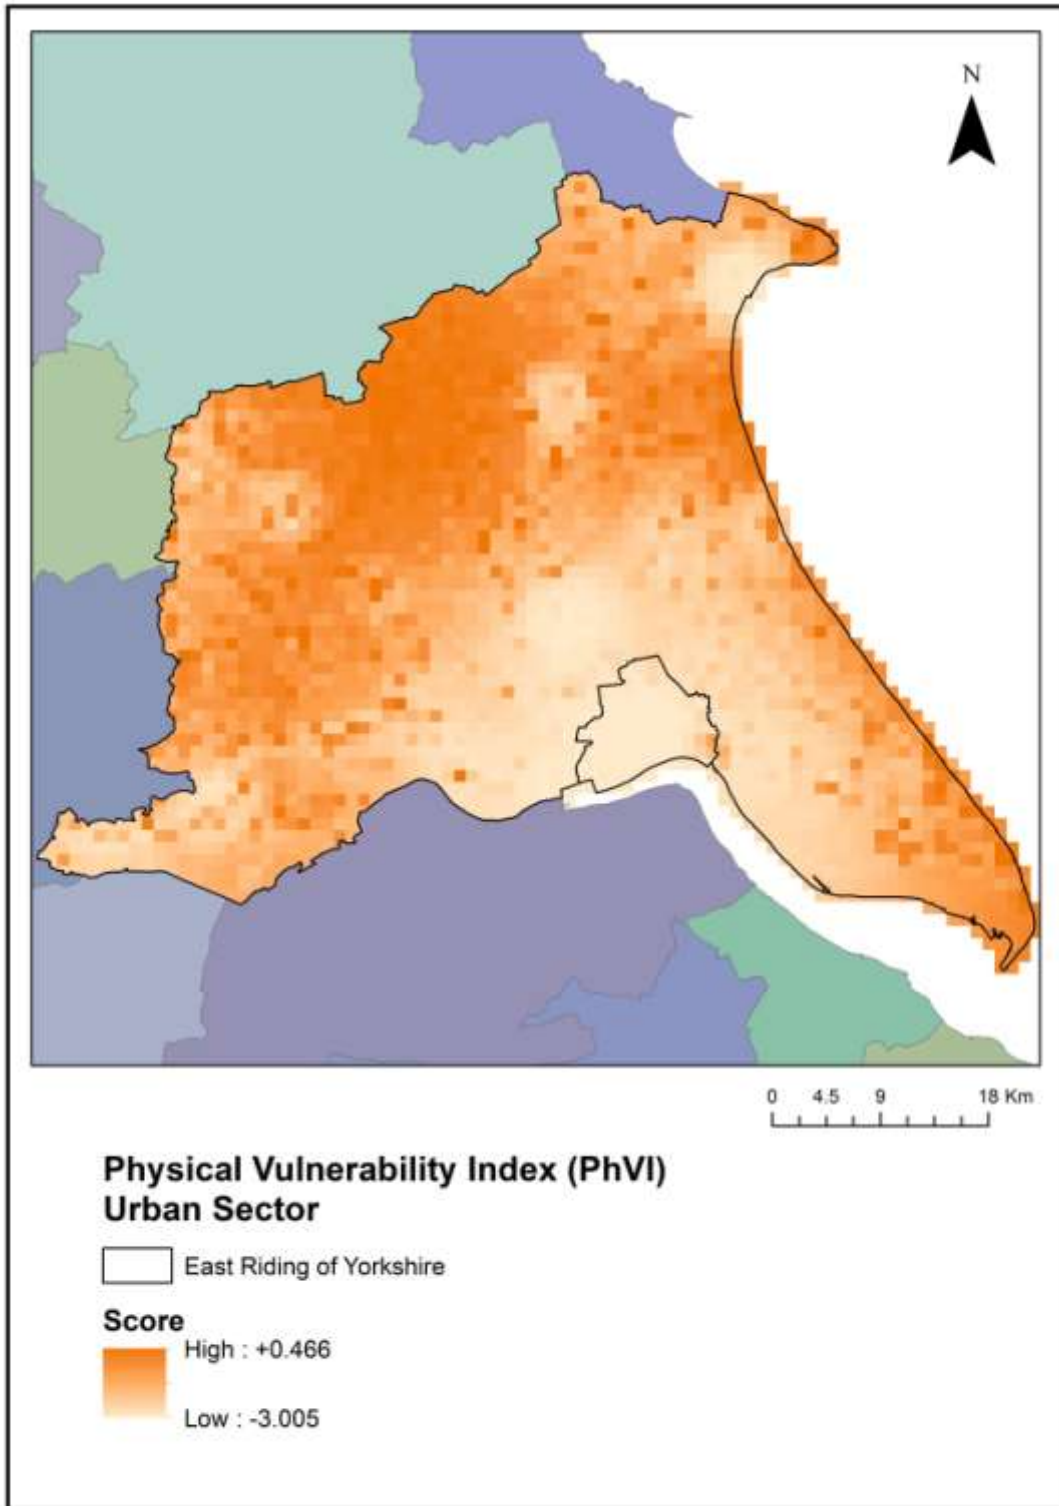 N
0 4.5 9 18 Km
Physical Vulnerability Index (PhVI)
Urban Sector
East Riding of Yorkshire
Score
High : +0.466
Low : -3.005